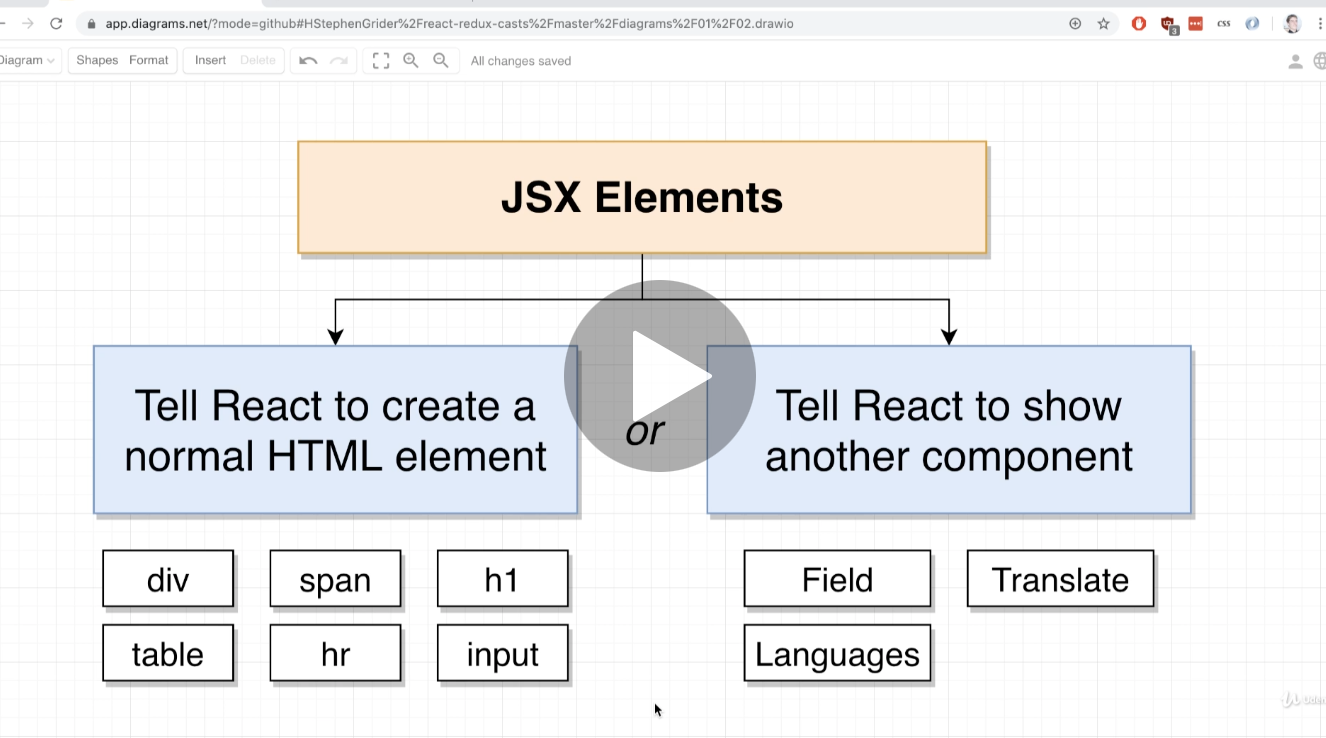 app.diagrams.net/?mode=github#HStephenGrider%2Freact-redux-casts%2Fmaster%2Fdiagrams%2F01%2F02.drawio
3
CSS
Diagram Shapes Format Insert Delete All changes saved
JSX Elements
Tell React to create a
normal HTML element
or
Tell React to show
another component
div span h1
table hr input
Field Translate
Languages